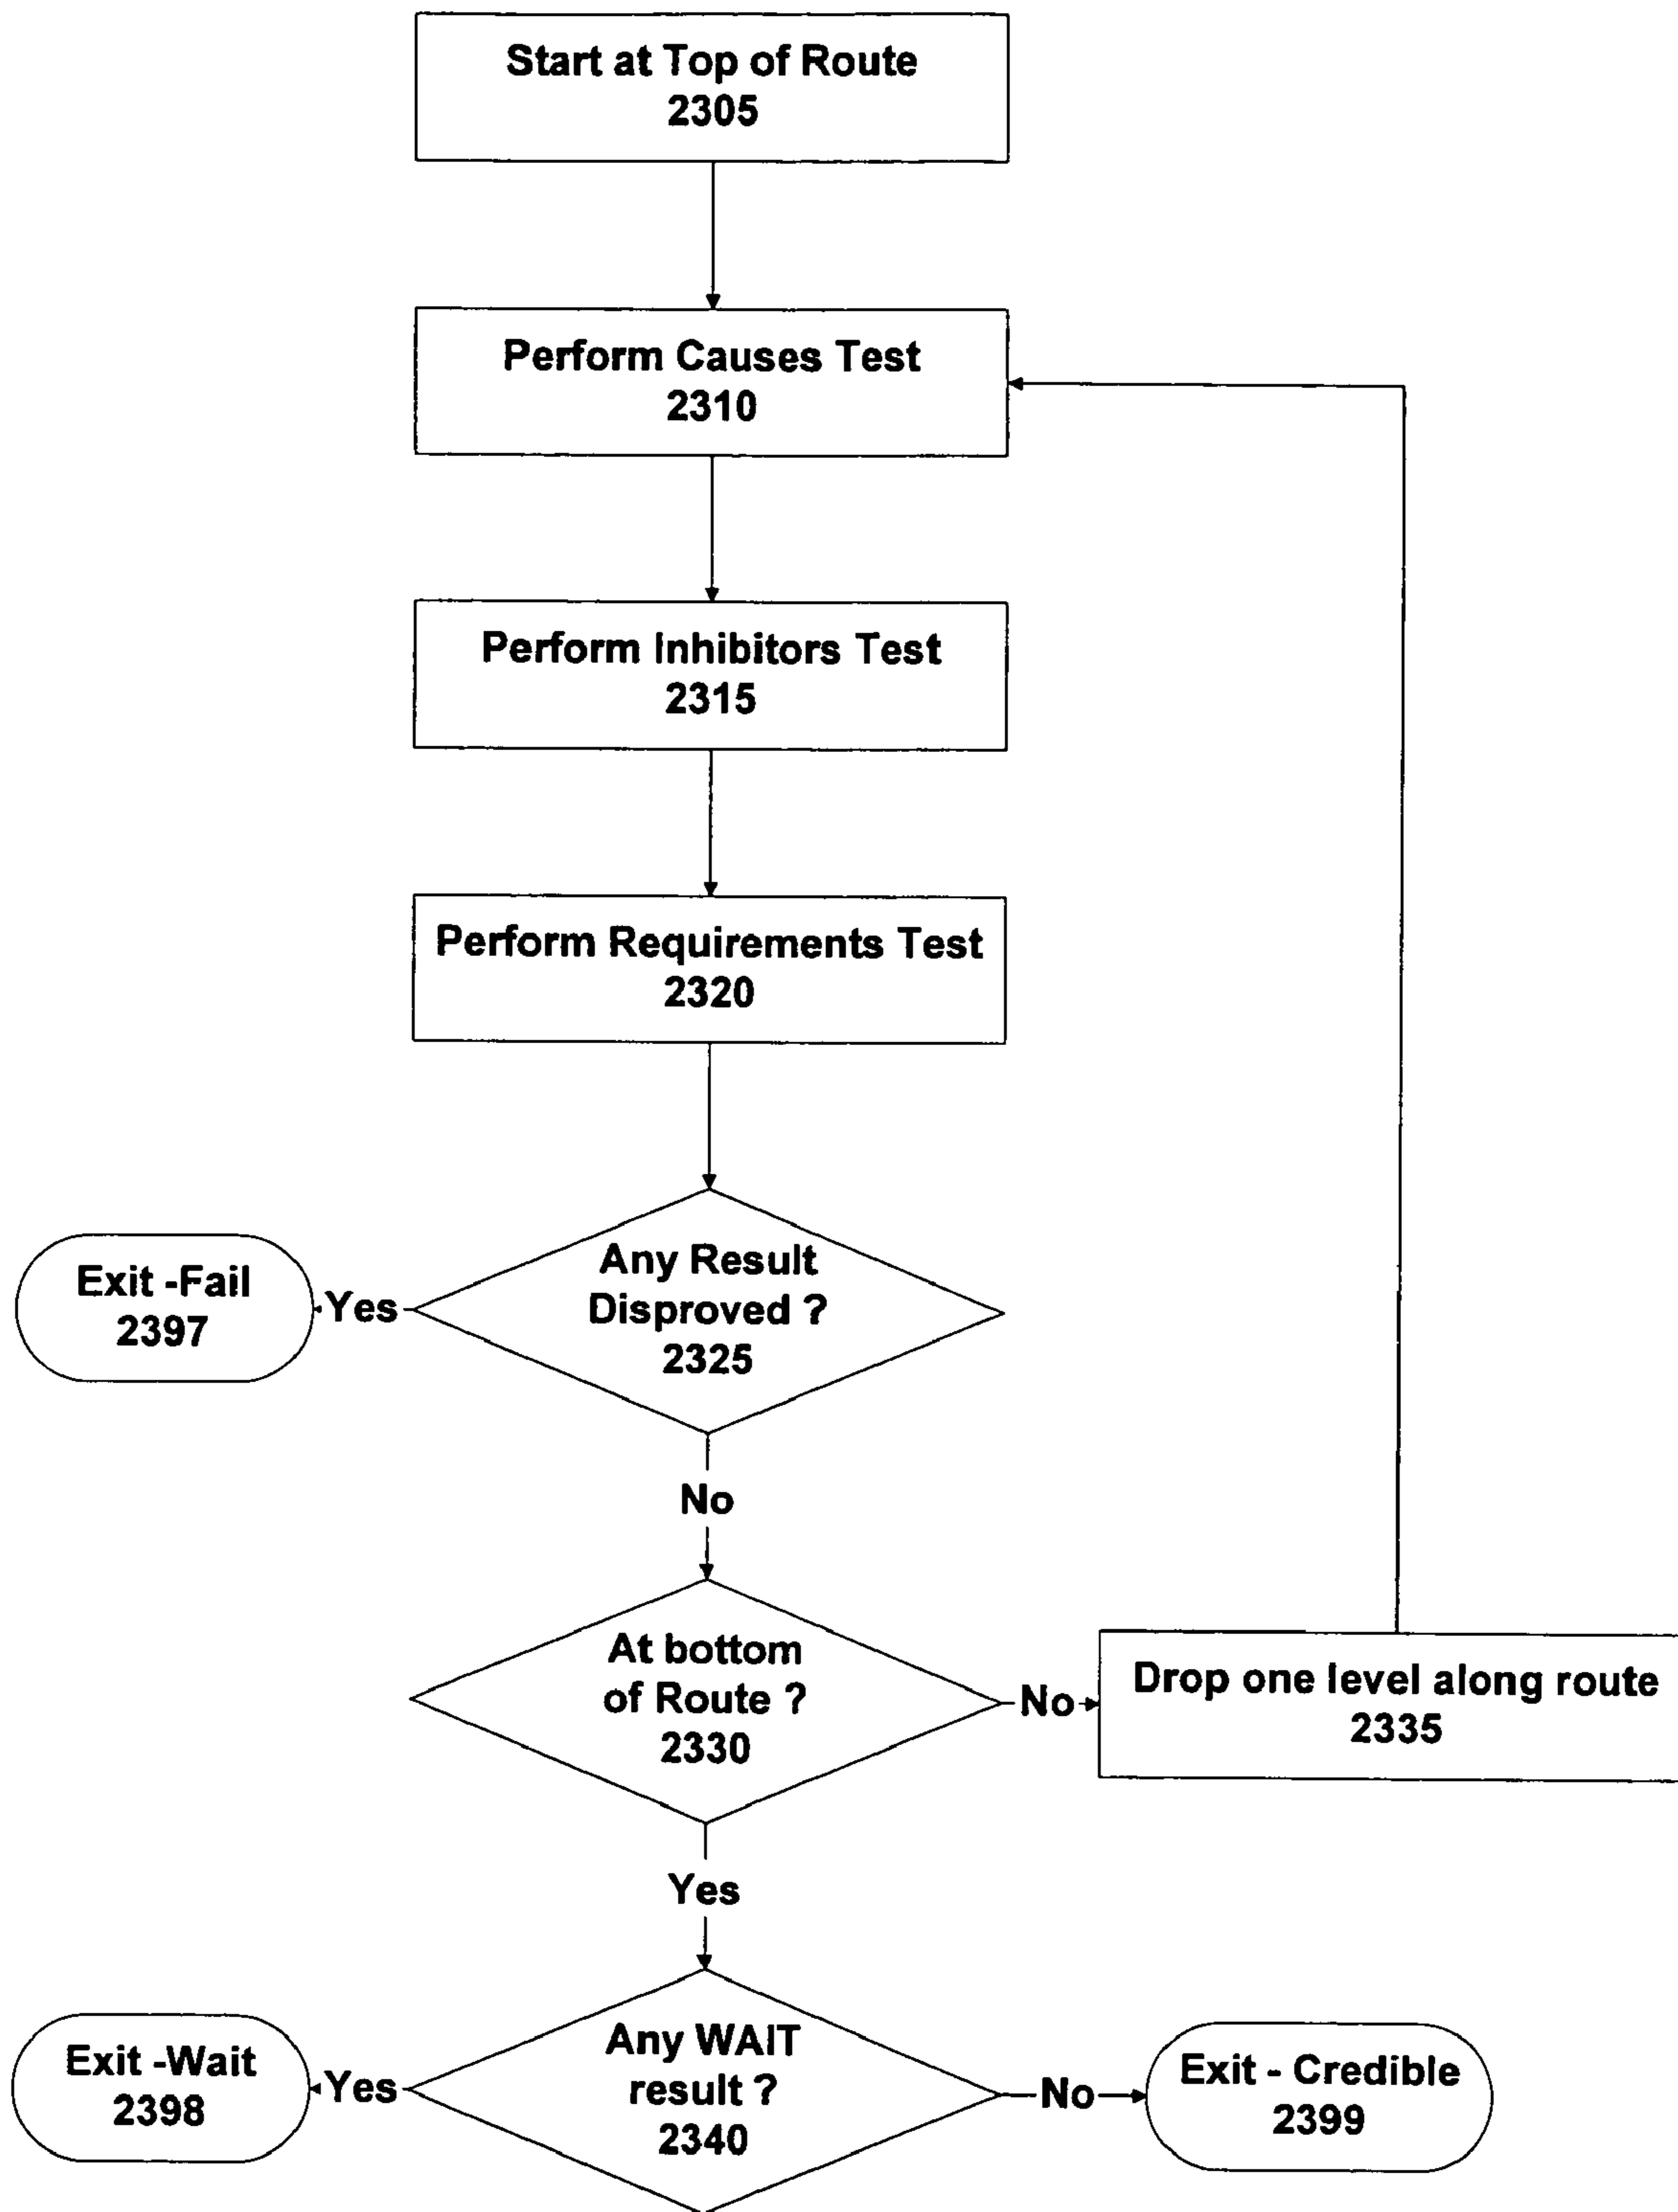 Start at Top of Route
2305
Perform Causes Test
2310
Perform Inhibitors Test
2315
Perform Requirements Test
2320
Any Result
Disproved ?
2325
Exit -Fail
2397
Yes
No
At bottom
of Route ?
2330
No
Drop one level along route
2335
Yes
Any WAIT
result ?
2340
Exit -Wait
2398
Yes
No
Exit - Credible
2399